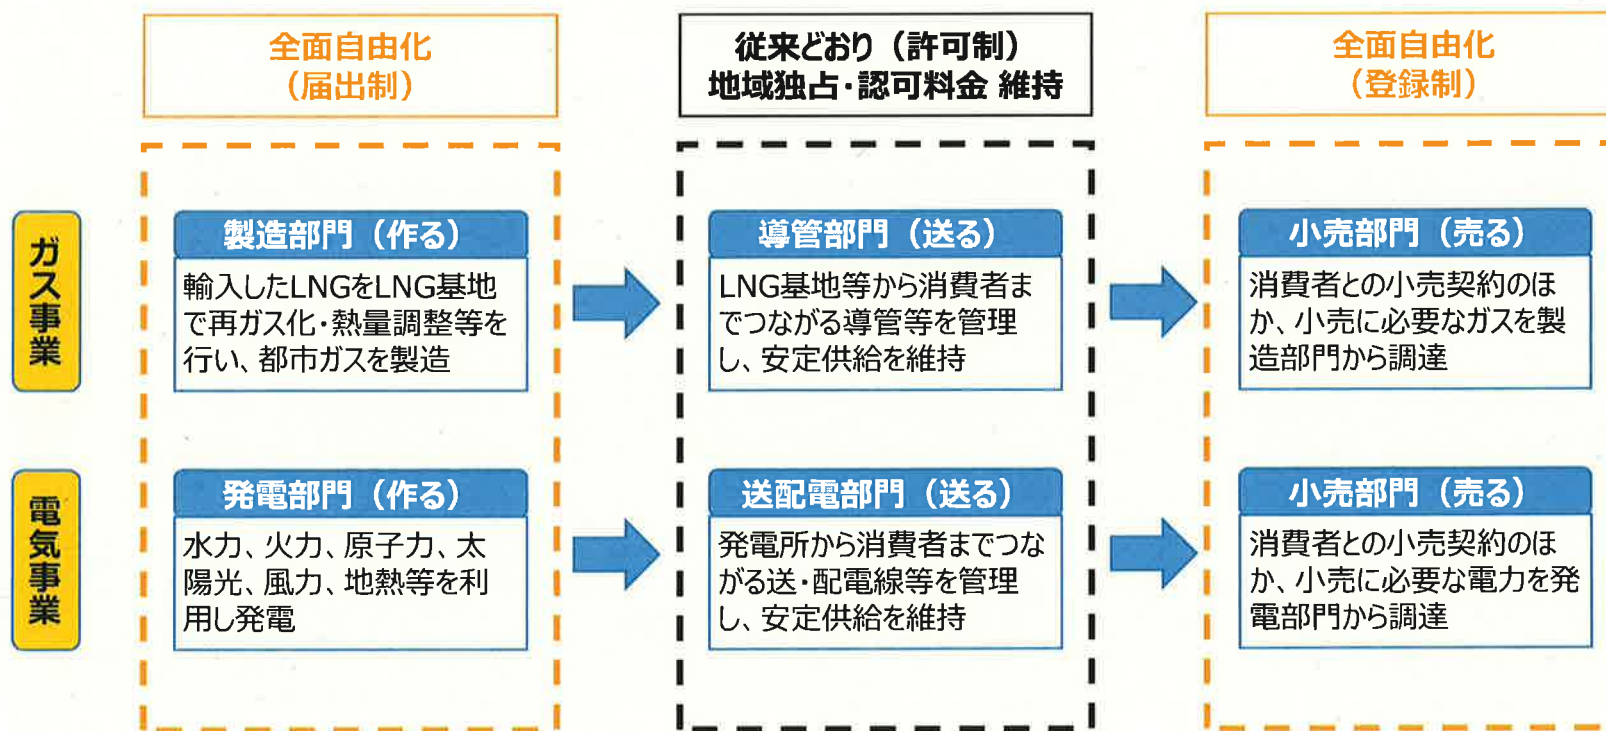 全面自由化
（届出制）
従来どおり（許可制）
地域独占・認可料金 維持
全面自由化
（登録制）
ガス事業
製造部門（作る）
輸入したLNGをLNG基地
で再ガス化・熱量調整等を
行い、都市ガスを製造
導管部門（送る）
LNG基地等から消費者ま
でつながる導管等を管理
し、安定供給を維持
小売部門（売る）
消費者との小売契約のほ
か、小売に必要なガスを製
造部門から調達
電気事業
発電部門（作る）
水力、火力、原子力、太
陽光、風力、地熱等を利
用し発電
送配電部門（送る）
発電所から消費者までつな
がる送・配電線等を管理
し、安定供給を維持
小売部門（売る）
消費者との小売契約のほ
か、小売に必要な電力を発
電部門から調達